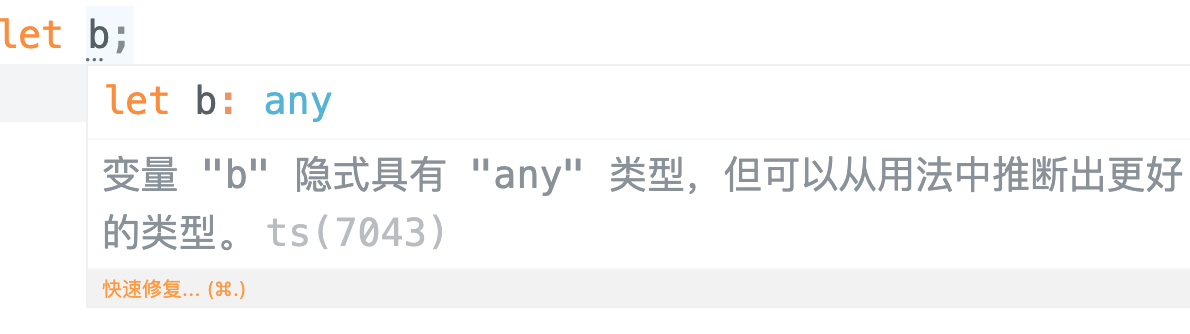 let b;
let b: any
变量 "b" 隐式具有 "any" 类型，但可以从用法中推断出更好
的类型。 ts(7043)
快速修复... (⌘.)